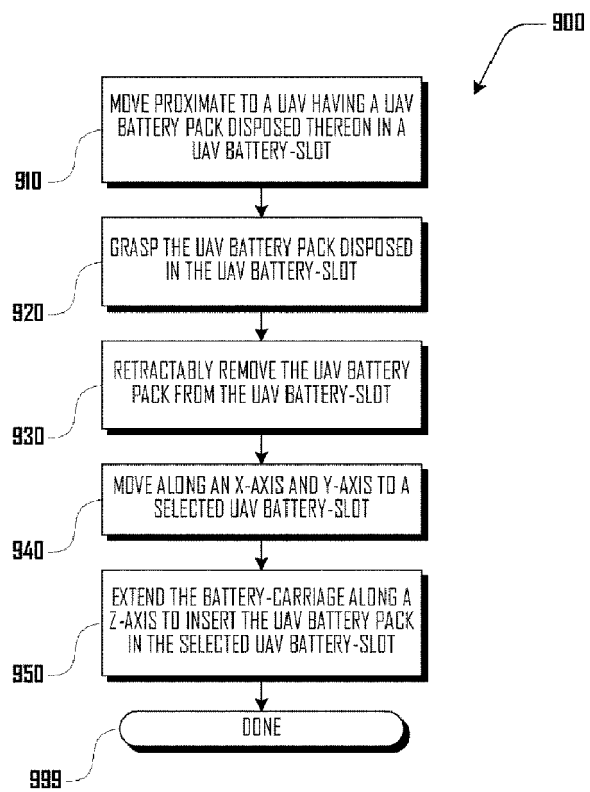 900
MOVE PROXIMATE TO A UAV HAVING A UAV
BATTERY PACK DISPOSED THEREON IN A
UAV BATTERY-SLOT
910
GRASP THE UAV BATTERY PACK DISPOSED
IN THE UAV BATTERY-SLOT
920
RETRACTABLY REMOVE THE UAV BATTERY
PACK FROM THE UAV BATTERY-SLOT
930
MOVE ALONG AN X-AXIS AND Y-AXIS TO A
SELECTED UAV BATTERY-SLOT
940
EXTEND THE BATTERY-CARRIAGE ALONG A
Z-AXIS TO INSERT THE UAV BATTERY PACK
IN THE SELECTED UAV BATTERY-SLOT
950
DONE
999